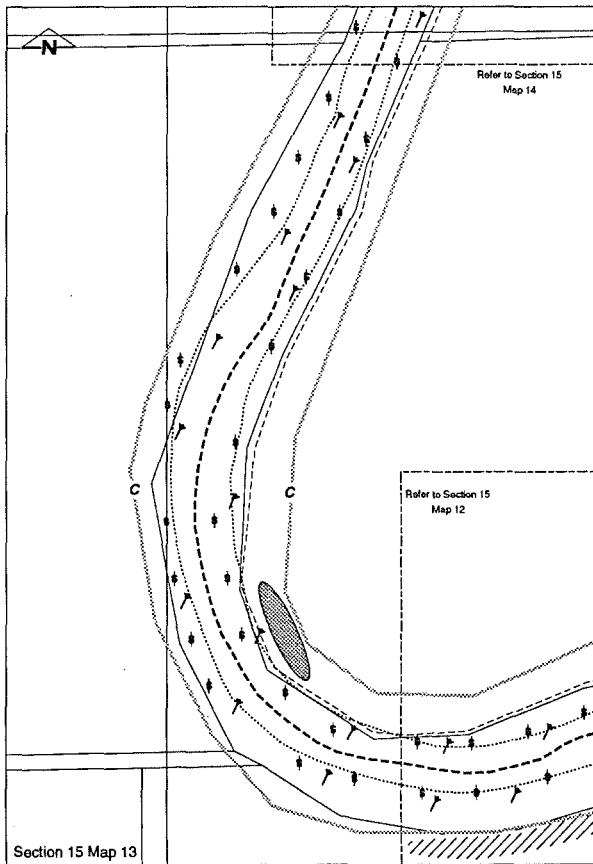 N
Refer to Section 15
Map 14
C
C
Refer to Section 15
Map 12
Section 15 Map 13